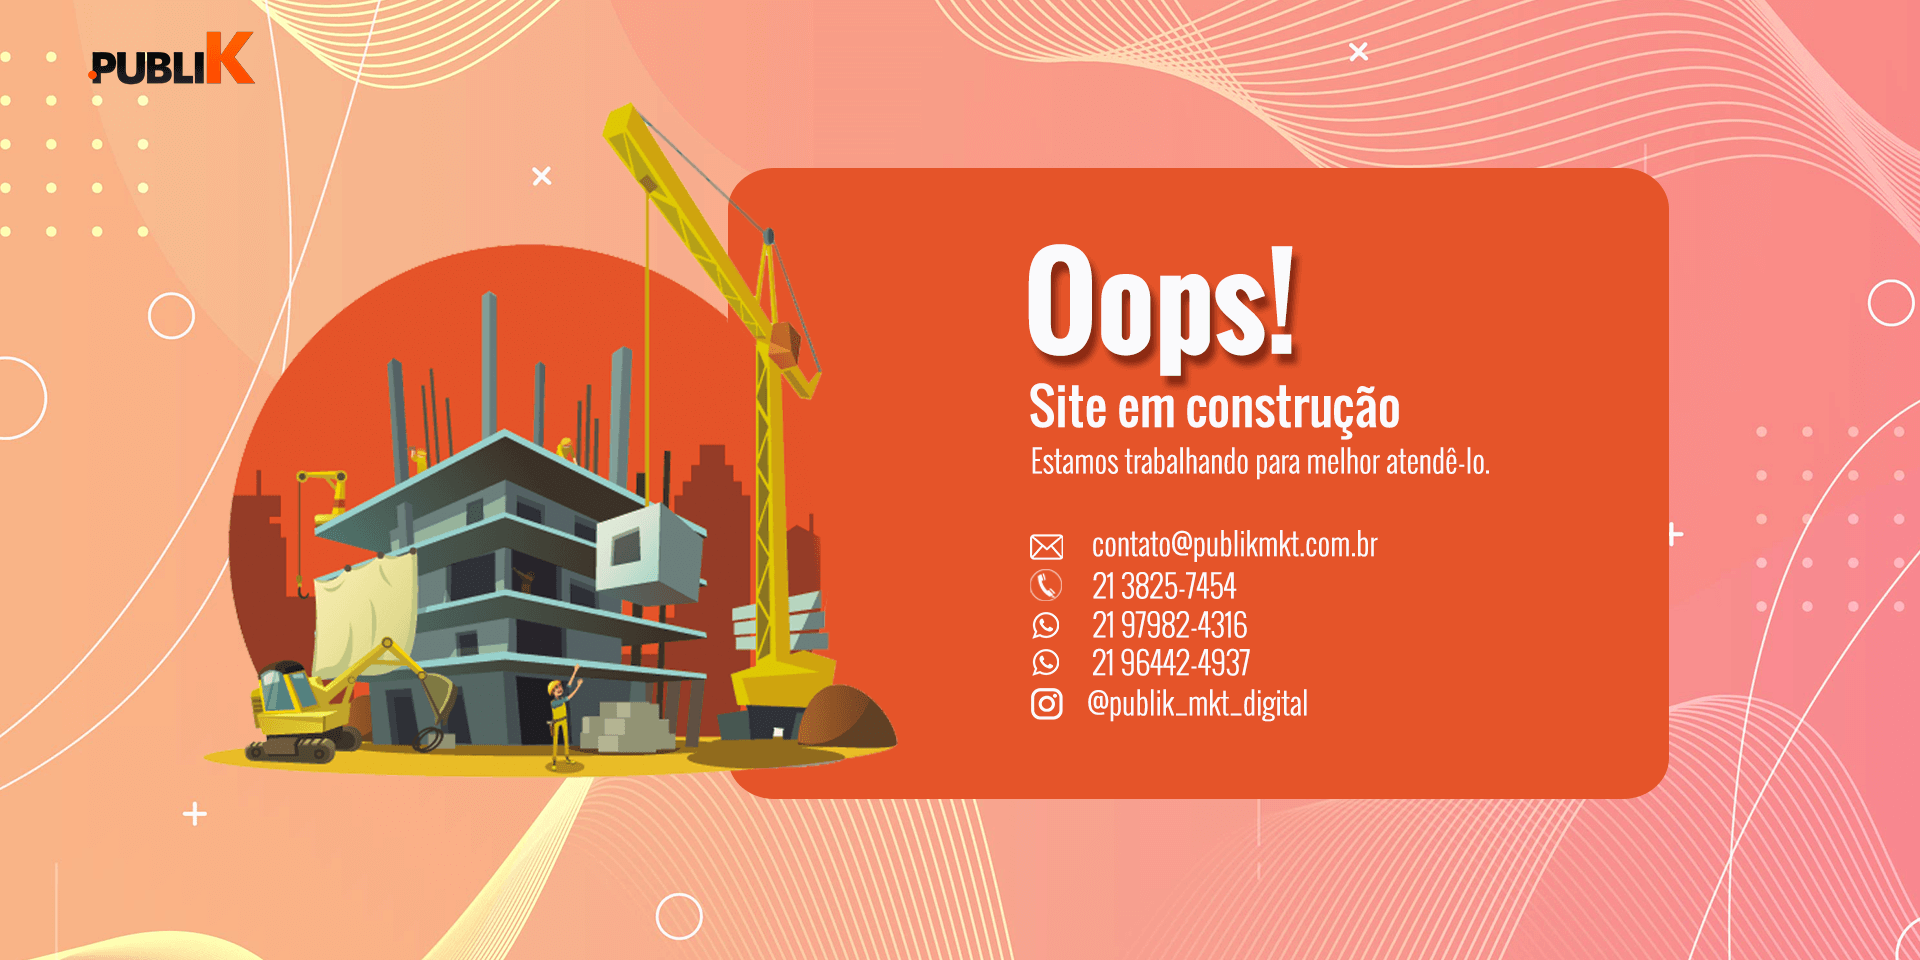 PUBLIK
Oops!
Site em construção
Estamos trabalhando para melhor atendê-lo.
contato@publikmkt.com.br
21 3825-7454
21 97982-4316
21 96442-4937
@publik_mkt_digital